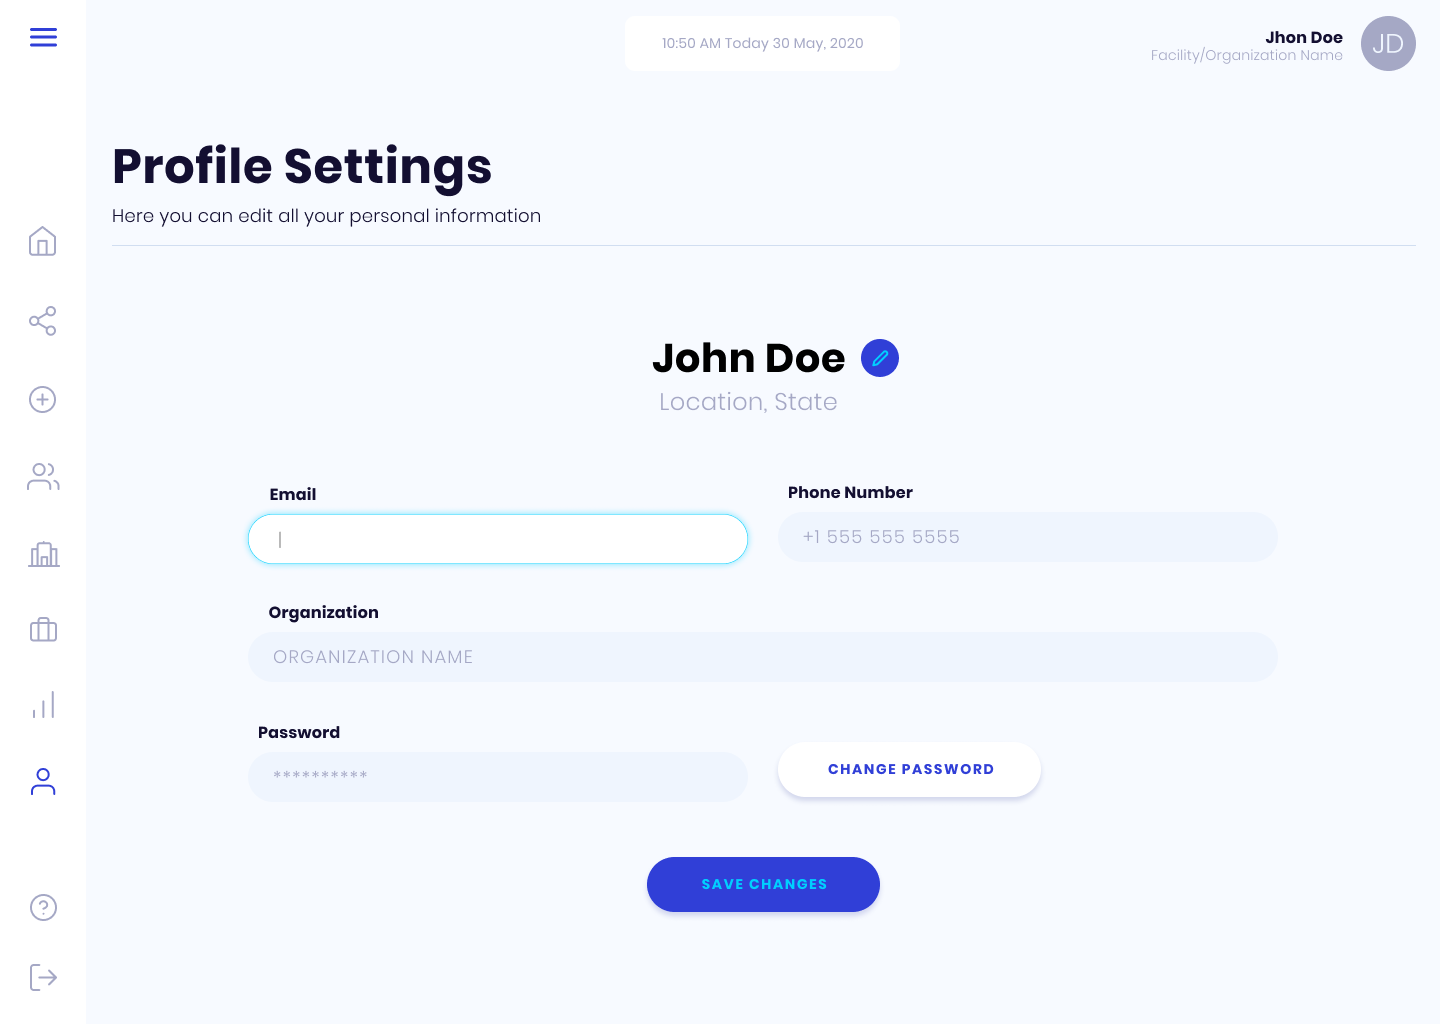 10:50 AM Today 30 May, 2020
Jhon Doe
Facility/Organization Name
JD
Profile Settings
Here you can edit all your personal information
John Doe
Location, State
Email
Phone Number
+1 555 555 5555
Organization
ORGANIZATION NAME
Password
**********
CHANGE PASSWORD
SAVE CHANGES